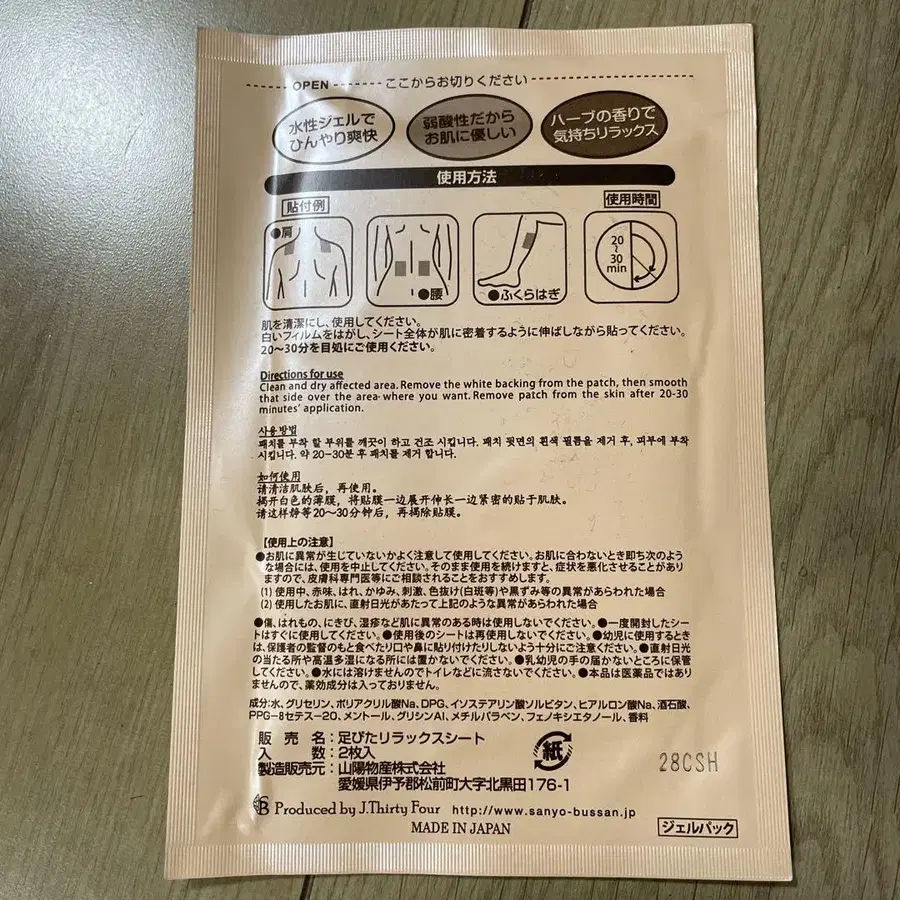 OPEN ここからお切りください
水性ジェルで
ひんやり爽快
弱酸性だから
お肌に優しい
ハーブの香りで
気持ちリラックス
使用方法
貼付例
使用時間
●肩
●腰
●ふくらはぎ
20
〜
30
min
肌を清潔にし、使用してください。
白いフィルムをはがし、シート全体が肌に密着するように伸ばしながら貼ってください。
20〜30分を目処にご使用ください。
Directions for use
Clean and dry affected area. Remove the white backing from the patch, then smooth
that side over the area where you want. Remove patch from the skin after 20-30
minutes' application.
사용방법
패치를 부착 할 부위를 깨끗이 하고 건조 시킵니다. 패치 뒷면의 흰색 필름을 제거 후, 피부에 부착
시킵니다. 약 20-30분 후 패치를 제거 합니다.
如何使用
请清洁肌肤后，再使用。
揭开白色的薄膜，将贴膜一边展开伸长一边紧密的贴于肌肤。
请这样静等20〜30分钟后，再揭除贴膜。
【使用上の注意】
●お肌に異常が生じていないかよく注意して使用してください。お肌に合わないとき即ち次のよう
な場合には、使用を中止してください。そのまま使用を続けますと、症状を悪化させることがあり
ますので、皮膚科専門医等にご相談されることをおすすめします。
(1) 使用中、赤味、はれ、かゆみ、刺激、色抜け(白斑等)や黒ずみ等の異常があらわれた場合
(2) 使用したお肌に、直射日光があたって上記のような異常があらわれた場合
●傷、はれもの、にきび、湿疹など肌に異常のある時は使用しないでください。●一度開封したシー
トはすぐに使用してください。●使用後のシートは再使用しないでください。●幼児に使用するとき
は、保護者の監督のもと食べたり口や鼻に貼り付けたりしないよう十分にご注意ください。●直射日
光の当たる所や高温多湿になる所には置かないでください。●乳幼児の手の届かないところに保管
してください。●水には溶けませんのでトイレなどに流さないでください。●本品は医薬品ではあり
ませんので、薬効成分は入っておりません。
成分:水、グリセリン、ポリアクリル酸Na、DPG、イソステアリン酸ソルビタン、ヒアルロン酸Na、酒石酸、
PPG-8セテス-20、メントール、グリシンAl、メチルパラベン、フェノキシエタノール、香料
販売名：足ぴたリラックスシート
入数：2枚入
製造販売元：山陽物産株式会社
愛媛県伊予郡松前町大字北黒田176-1
紙
28CSH
Produced by J.Thirty Four http://www.sanyo-bussan.jp
MADE IN JAPAN
ジェルパック